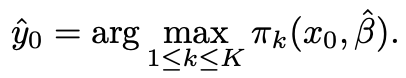 ŷ₀ = arg max_{1≤k≤K} π_k(x₀, β̂).